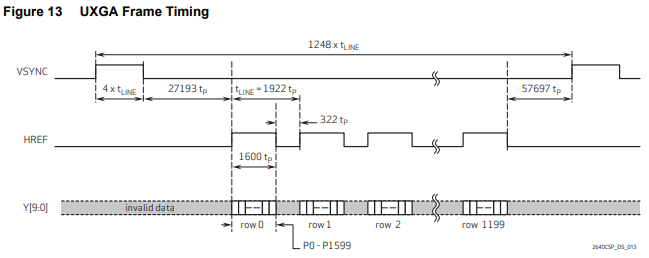 Figure 13 UXGA Frame Timing
1248 x tLINE
VSYNC
4 x tLINE
27193 tP
tLINE = 1922 tP
57697 tP
322 tP
HREF
1600 tP
Y[9:0]
invalid data
row 0
row 1
row 2
row 1199
P0 - P1599
2640CSP_DS_013